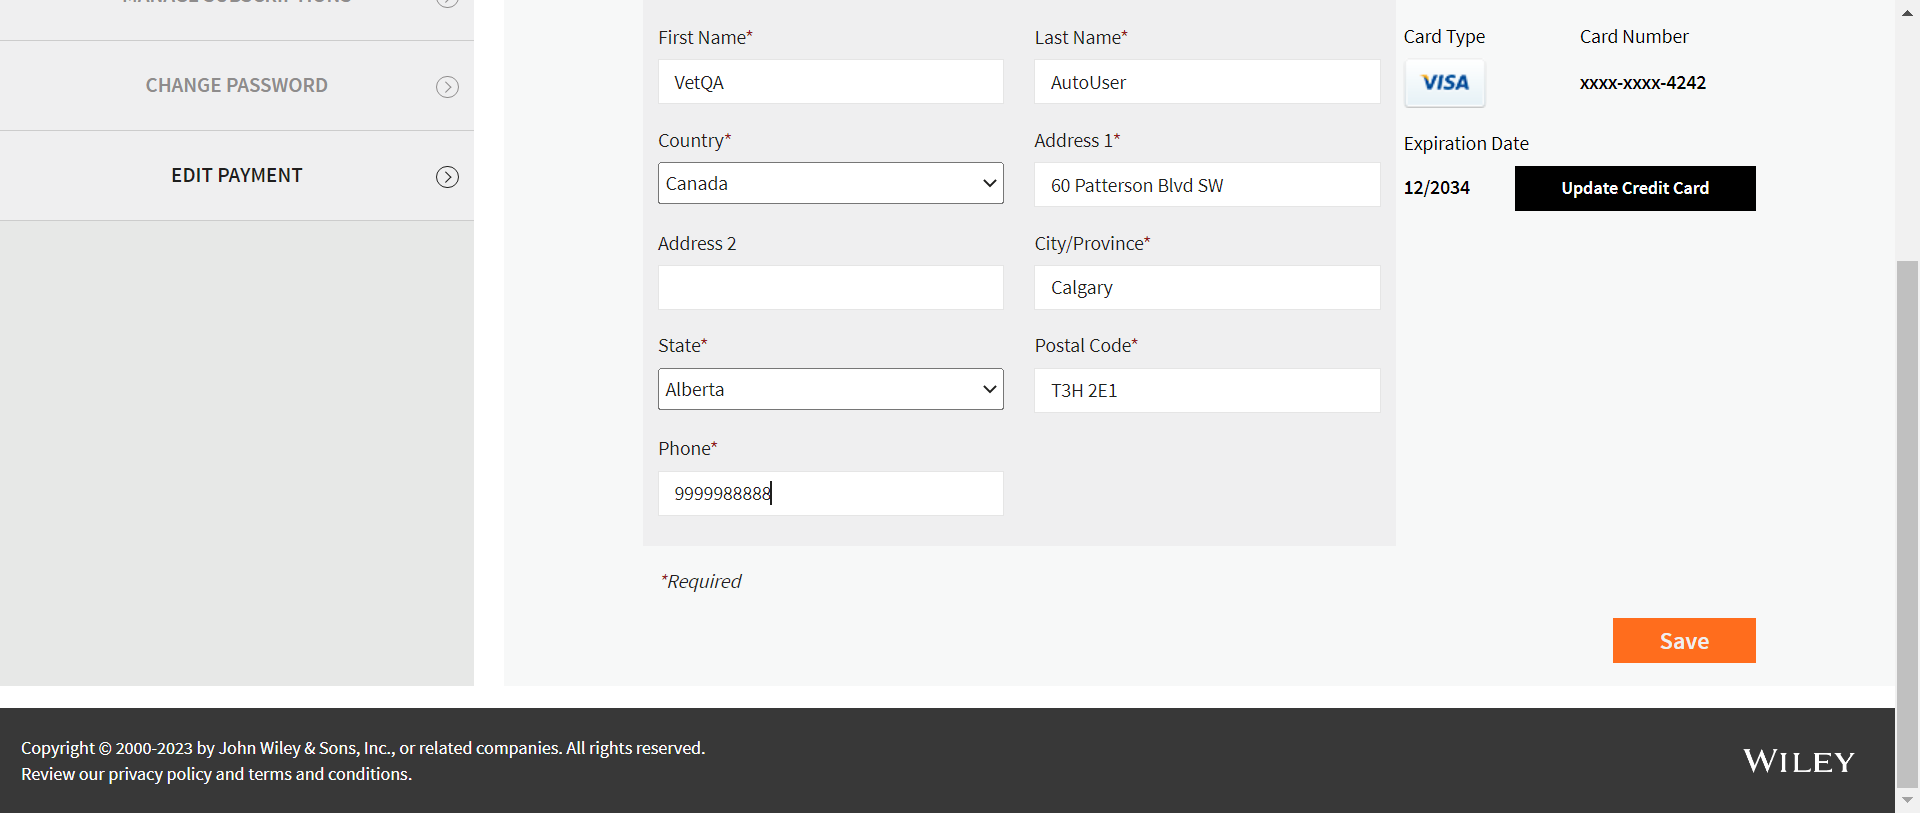 MANAGE SUBSCRIPTIONS
CHANGE PASSWORD
EDIT PAYMENT
First Name*
Last Name*
VetQA
AutoUser
Country*
Address 1*
Canada
60 Patterson Blvd SW
Address 2
City/Province*
Calgary
State*
Postal Code*
Alberta
T3H 2E1
Phone*
9999988888
*Required
Card Type
Card Number
VISA
xxxx-xxxx-4242
Expiration Date
12/2034
Update Credit Card
Save
Copyright © 2000-2023 by John Wiley & Sons, Inc., or related companies. All rights reserved.
Review our privacy policy and terms and conditions.
WILEY